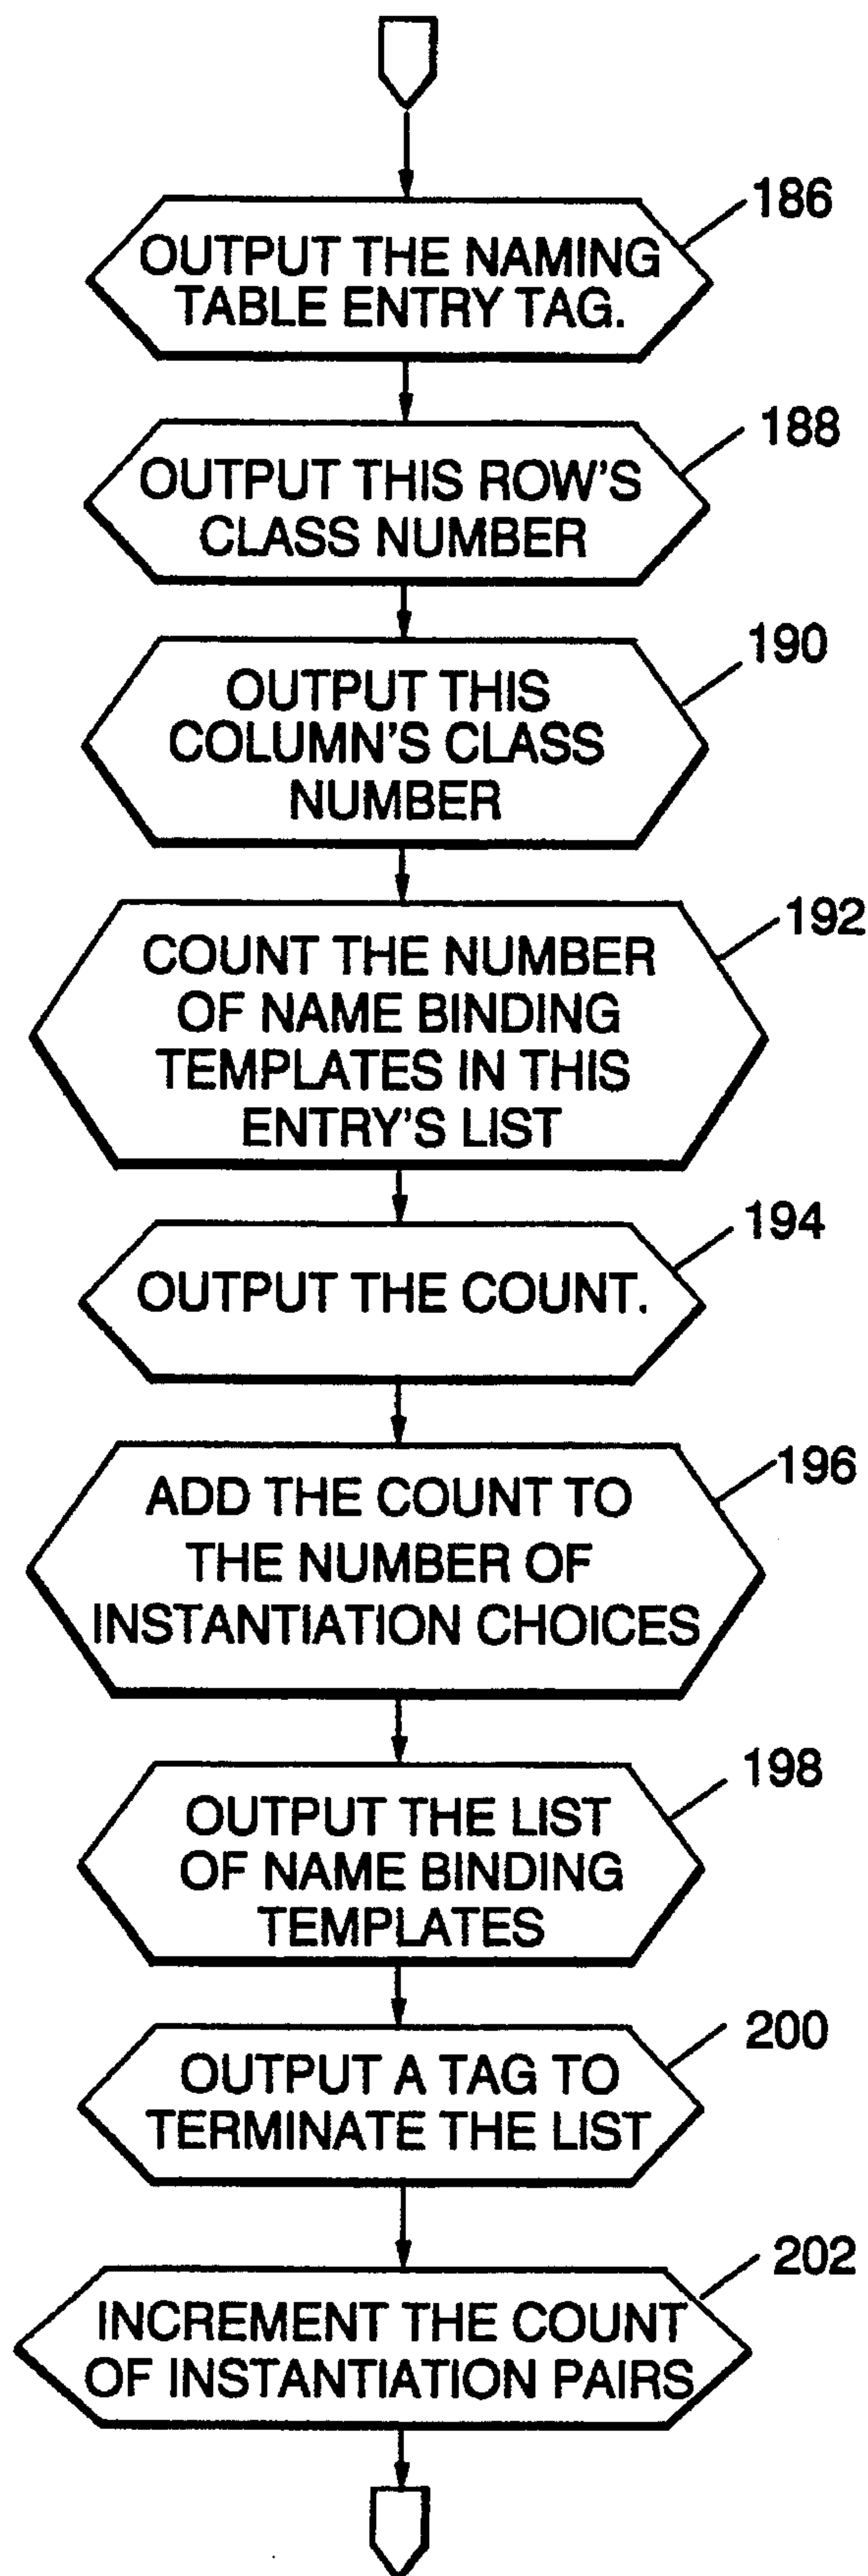 186
OUTPUT THE NAMING
TABLE ENTRY TAG.
188
OUTPUT THIS ROW'S
CLASS NUMBER
190
OUTPUT THIS
COLUMN'S CLASS
NUMBER
192
COUNT THE NUMBER
OF NAME BINDING
TEMPLATES IN THIS
ENTRY'S LIST
194
OUTPUT THE COUNT.
196
ADD THE COUNT TO
THE NUMBER OF
INSTANTIATION CHOICES
198
OUTPUT THE LIST
OF NAME BINDING
TEMPLATES
200
OUTPUT A TAG TO
TERMINATE THE LIST
202
INCREMENT THE COUNT
OF INSTANTIATION PAIRS